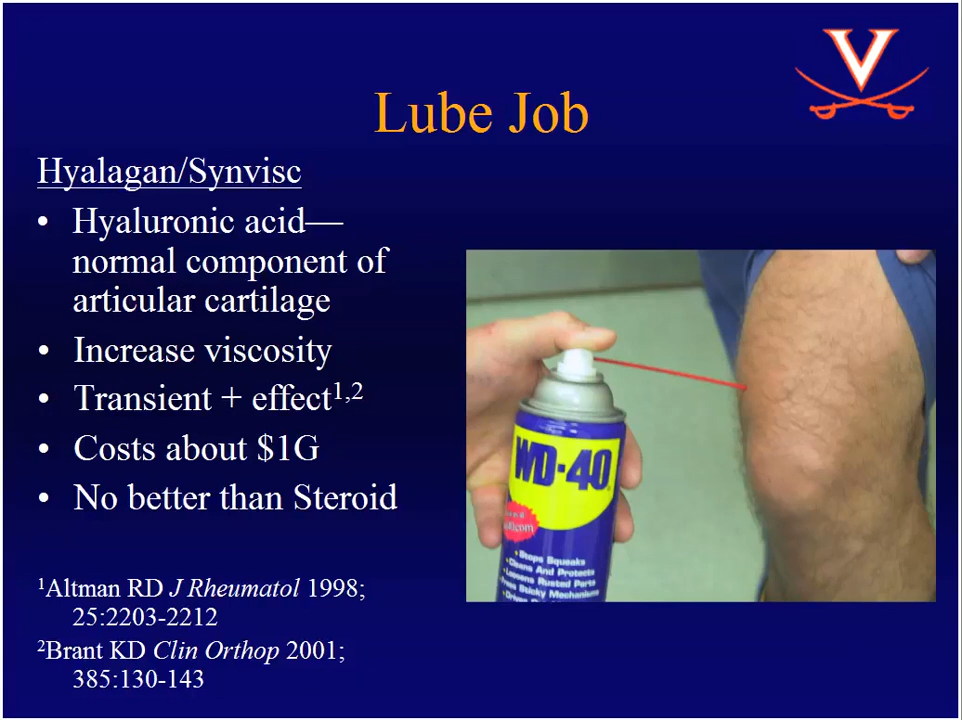 Lube Job
Hyalagan/Synvisc
• Hyaluronic acid—
normal component of
articular cartilage
• Increase viscosity
• Transient + effect1,2
• Costs about $1G
• No better than Steroid
1Altman RD J Rheumatol 1998;
25:2203-2212
2Brant KD Clin Orthop 2001;
385:130-143
V
WD-40
• Stops Squeaks
• Cleans And Protects
• Loosens Rusted Parts
Sticky Mechanisms